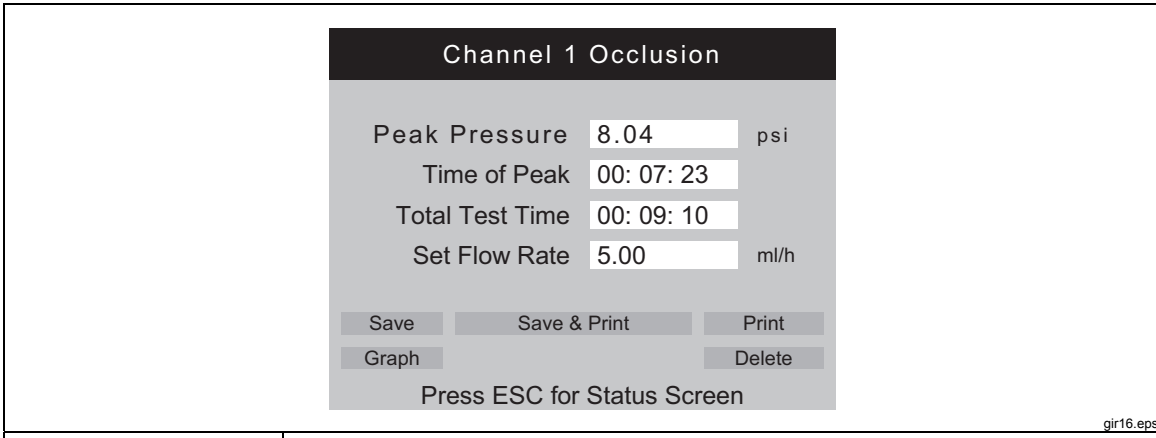 Channel 1 Occlusion
Peak Pressure 8.04 psi
Time of Peak 00: 07: 23
Total Test Time 00: 09: 10
Set Flow Rate 5.00 ml/h
Save Save & Print Print
Graph Delete
Press ESC for Status Screen
gir16.eps